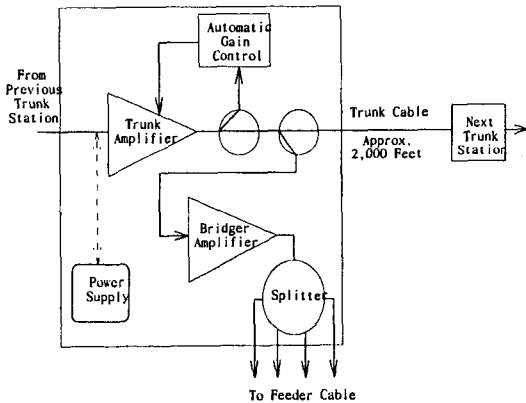 Automatic
Gain
Control
From
Previous
Trunk
Station
Trunk
Amplifier
Trunk Cable
Approx.
2,000 Feet
Next
Trunk
Station
Bridger
Amplifier
Power
Supply
Splitter
To Feeder Cable